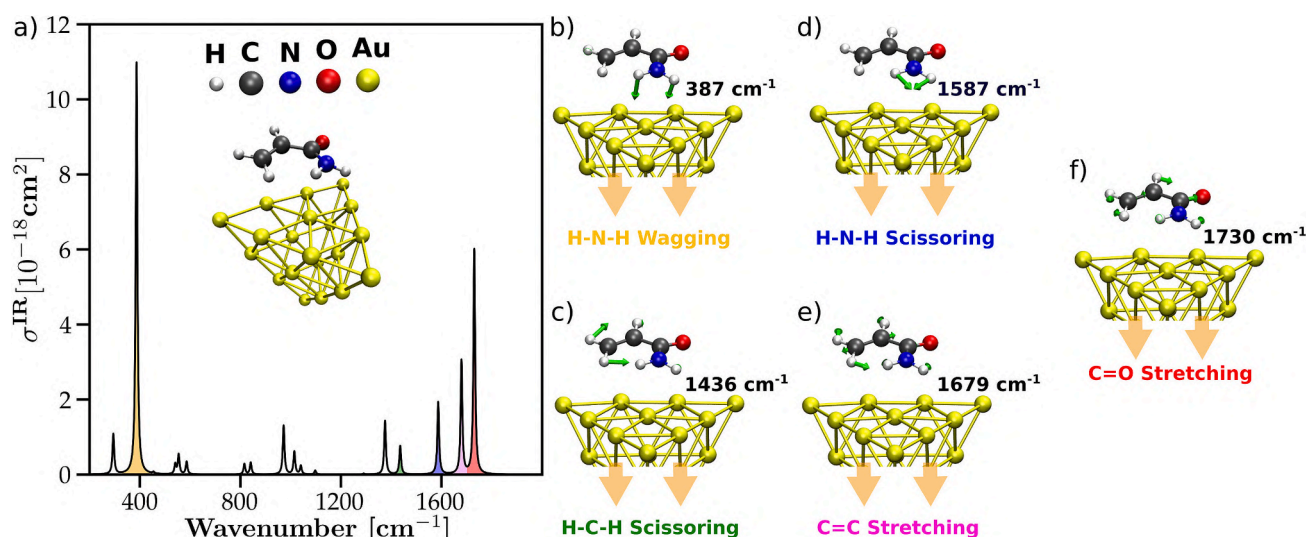 a)
H C N O Au
12
10
8
6
4
2
0
σ^IR[10^−18 cm^2]
400 800 1200 1600
Wavenumber [cm^−1]
b)
387 cm^-1
H-N-H Wagging
c)
1436 cm^-1
H-C-H Scissoring
d)
1587 cm^-1
H-N-H Scissoring
e)
1679 cm^-1
C=C Stretching
f)
1730 cm^-1
C=O Stretching